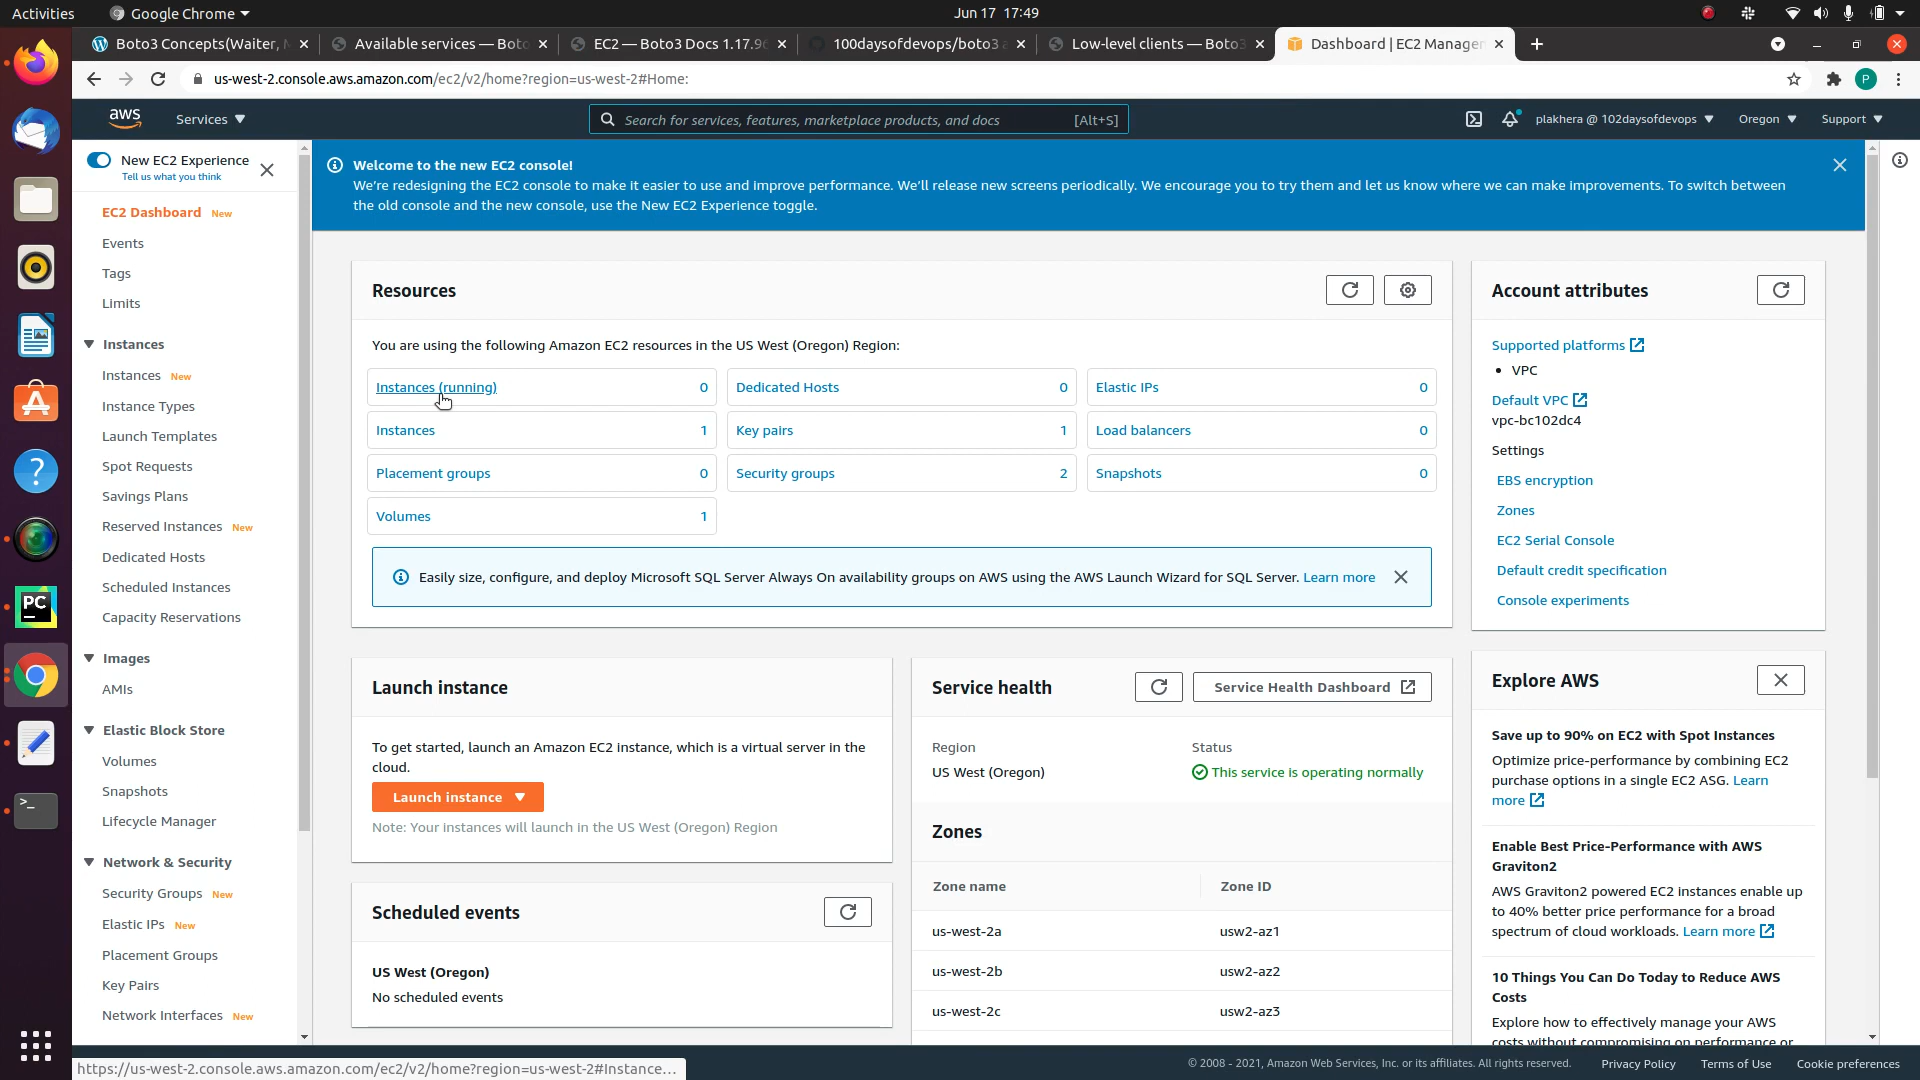 Activities
Google Chrome
Jun 17 17:49
Boto3 Concepts(Waiter,
Available services — Boto
EC2 — Boto3 Docs 1.17.9
100daysofdevops/boto3
Low-level clients — Boto3
Dashboard | EC2 Manage
us-west-2.console.aws.amazon.com/ec2/v2/home?region=us-west-2#Home:
P
aws
Services
Search for services, features, marketplace products, and docs
[Alt+S]
plakhera @ 102daysofdevops
Oregon
Support
New EC2 Experience
Tell us what you think
EC2 Dashboard New
Events
Tags
Limits
Instances
Instances New
Instance Types
Launch Templates
Spot Requests
Savings Plans
Reserved Instances New
Dedicated Hosts
Scheduled Instances
Capacity Reservations
Images
AMIs
Elastic Block Store
Volumes
Snapshots
Lifecycle Manager
Network & Security
Security Groups New
Elastic IPs New
Placement Groups
Key Pairs
Network Interfaces New
Welcome to the new EC2 console!
We're redesigning the EC2 console to make it easier to use and improve performance. We'll release new screens periodically. We encourage you to try them and let us know where we can make improvements. To switch between
the old console and the new console, use the New EC2 Experience toggle.
Resources
You are using the following Amazon EC2 resources in the US West (Oregon) Region:
Instances (running) 0
Dedicated Hosts 0
Elastic IPs 0
Instances 1
Key pairs 1
Load balancers 0
Placement groups 0
Security groups 2
Snapshots 0
Volumes 1
Easily size, configure, and deploy Microsoft SQL Server Always On availability groups on AWS using the AWS Launch Wizard for SQL Server. Learn more
Launch instance
To get started, launch an Amazon EC2 instance, which is a virtual server in the
cloud.
Launch instance
Note: Your instances will launch in the US West (Oregon) Region
Scheduled events
US West (Oregon)
No scheduled events
Service health
Service Health Dashboard
Region
Status
US West (Oregon)
This service is operating normally
Zones
Zone name
Zone ID
us-west-2a
usw2-az1
us-west-2b
usw2-az2
us-west-2c
usw2-az3
Account attributes
Supported platforms
• VPC
Default VPC
vpc-bc102dc4
Settings
EBS encryption
Zones
EC2 Serial Console
Default credit specification
Console experiments
Explore AWS
Save up to 90% on EC2 with Spot Instances
Optimize price-performance by combining EC2
purchase options in a single EC2 ASG. Learn
more
Enable Best Price-Performance with AWS
Graviton2
AWS Graviton2 powered EC2 instances enable up
to 40% better price performance for a broad
spectrum of cloud workloads. Learn more
10 Things You Can Do Today to Reduce AWS
Costs
Explore how to effectively manage your AWS
costs without compromising on performance or
PC
>_
https://us-west-2.console.aws.amazon.com/ec2/v2/home?region=us-west-2#Instance…
© 2008 - 2021, Amazon Web Services, Inc. or its affiliates. All rights reserved.
Privacy Policy
Terms of Use
Cookie preferences